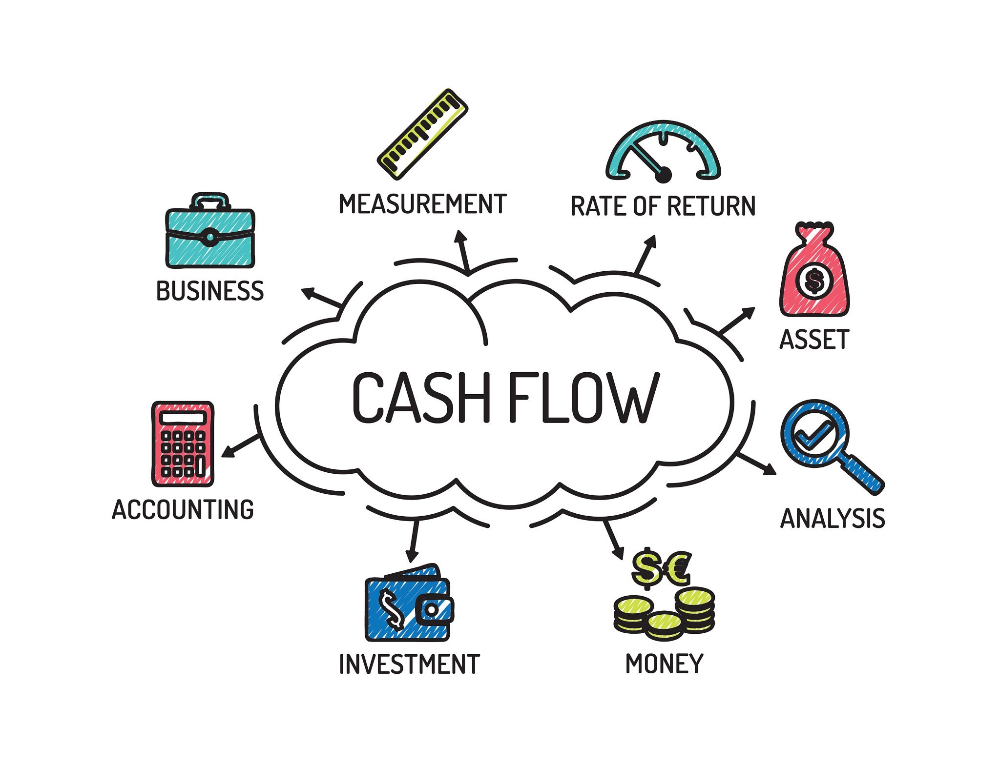 MEASUREMENT
RATE OF RETURN
BUSINESS
$
ASSET
CASH FLOW
ACCOUNTING
ANALYSIS
$€
$
INVESTMENT
MONEY